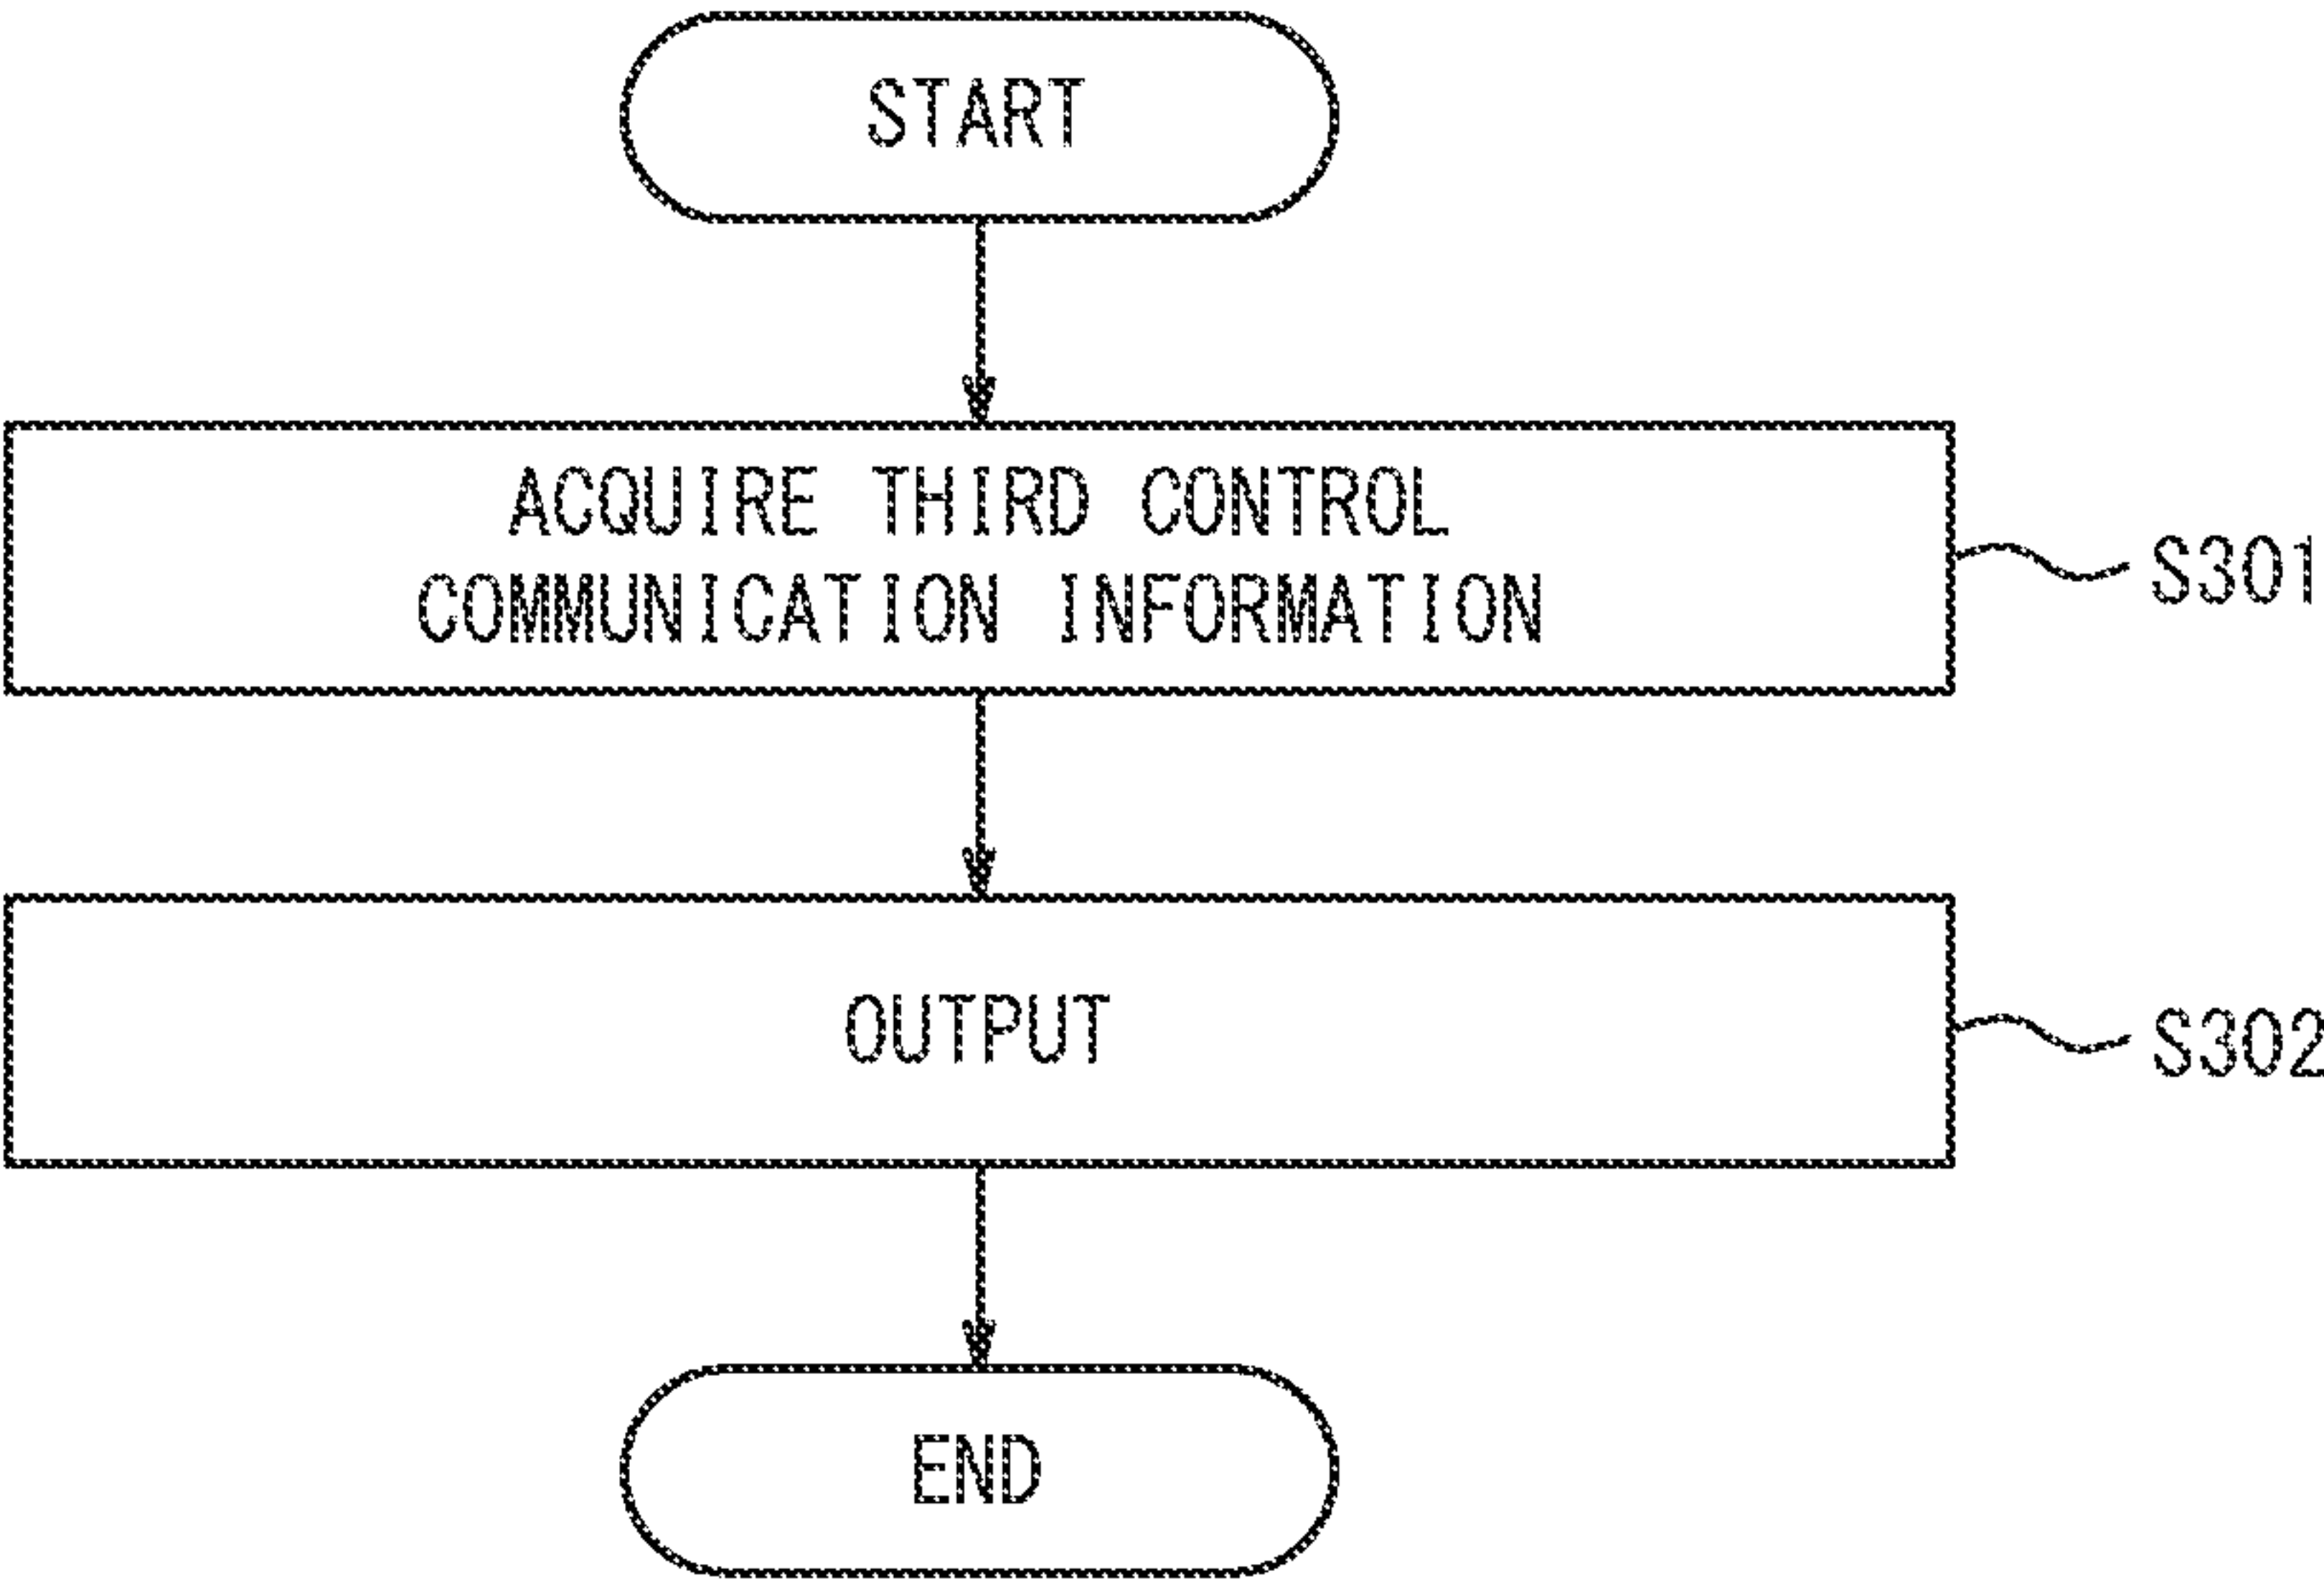 START
ACQUIRE THIRD CONTROL
COMMUNICATION INFORMATION
S301
OUTPUT
S302
END